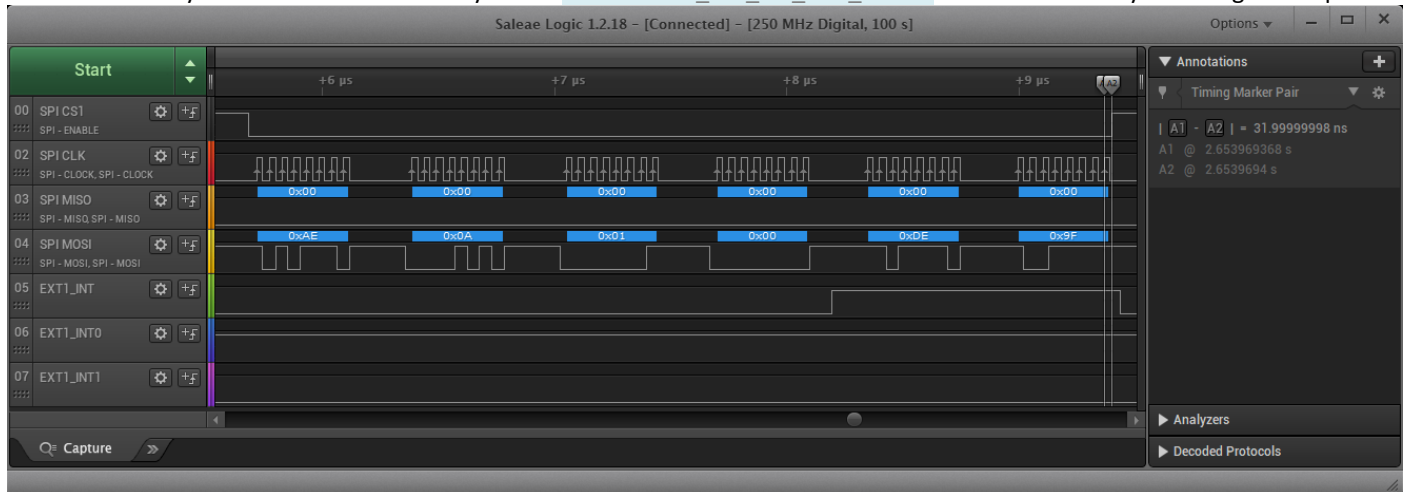 Saleae Logic 1.2.18 - [Connected] - [250 MHz Digital, 100 s]
Options
Start
+6 µs +7 µs +8 µs +9 µs
A2
Annotations
Timing Marker Pair
| A1 - A2 | = 31.99999998 ns
A1 @ 2.653969368 s
A2 @ 2.6539694 s
00 SPI CS1
SPI - ENABLE
02 SPI CLK
SPI - CLOCK, SPI - CLOCK
0x00 0x00 0x00 0x00 0x00 0x00
03 SPI MISO
SPI - MISO, SPI - MISO
0xAE 0x0A 0x01 0x00 0xDE 0x9F
04 SPI MOSI
SPI - MOSI, SPI - MOSI
05 EXT1_INT
06 EXT1_INT0
07 EXT1_INT1
Analyzers
Capture
Decoded Protocols